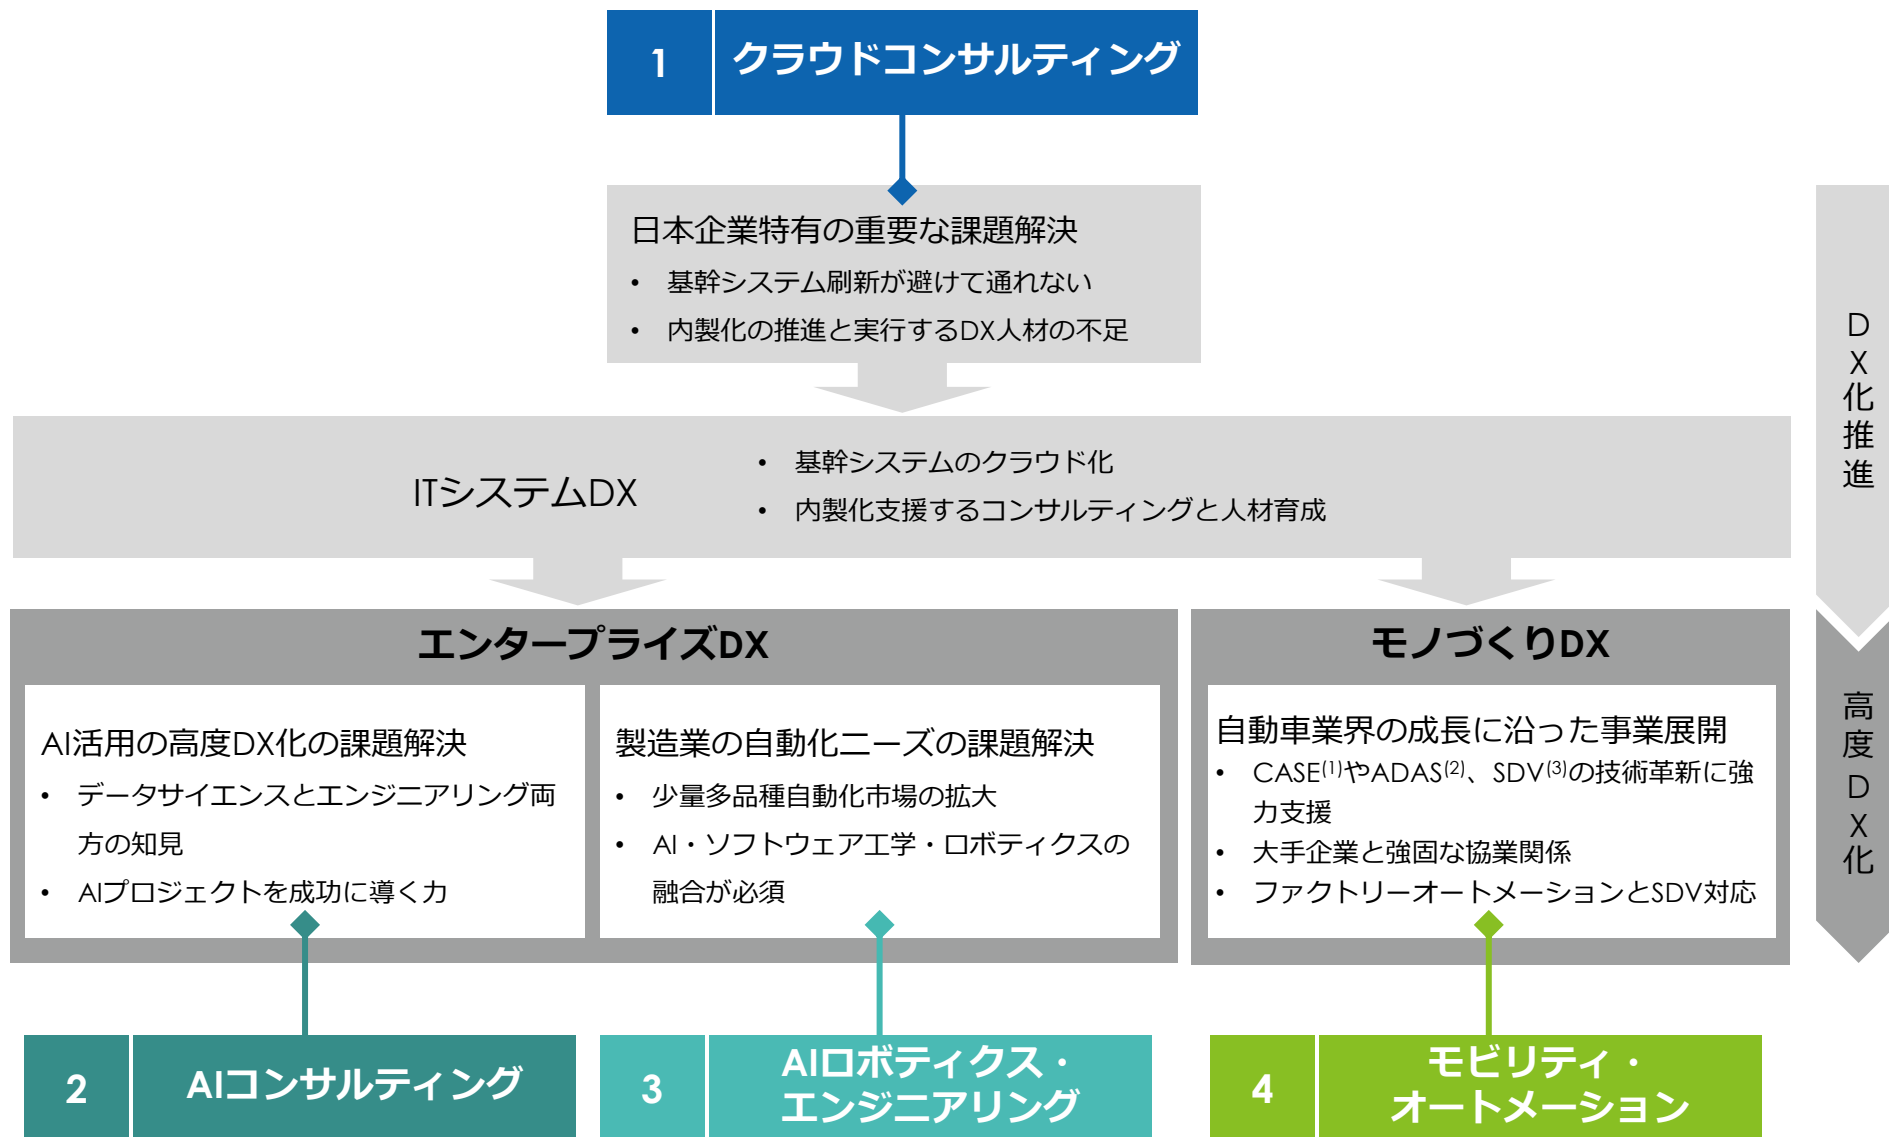 1 クラウドコンサルティング
日本企業特有の重要な課題解決
• 基幹システム刷新が避けて通れない
• 内製化の推進と実行するDX人材の不足
ITシステムDX
• 基幹システムのクラウド化
• 内製化支援するコンサルティングと人材育成
DX化推進
エンタープライズDX
AI活用の高度DX化の課題解決
• データサイエンスとエンジニアリング両
方の知見
• AIプロジェクトを成功に導く力
製造業の自動化ニーズの課題解決
• 少量多品種自動化市場の拡大
• AI・ソフトウェア工学・ロボティクスの
融合が必須
モノづくりDX
自動車業界の成長に沿った事業展開
• CASE(1)やADAS(2)、SDV(3)の技術革新に強
力支援
• 大手企業と強固な協業関係
• ファクトリーオートメーションとSDV対応
高度DX化
2 AIコンサルティング
3 AIロボティクス・
エンジニアリング
4 モビリティ・
オートメーション